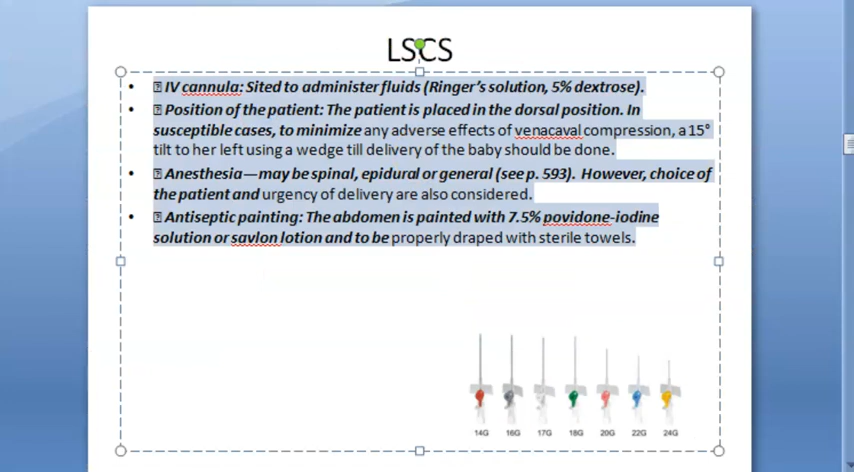 LSCS
• IV cannula: Sited to administer fluids (Ringer's solution, 5% dextrose).
• Position of the patient: The patient is placed in the dorsal position. In
susceptible cases, to minimize any adverse effects of venacaval compression, a 15°
tilt to her left using a wedge till delivery of the baby should be done.
• Anesthesia—may be spinal, epidural or general (see p. 593). However, choice of
the patient and urgency of delivery are also considered.
• Antiseptic painting: The abdomen is painted with 7.5% povidone-iodine
solution or savlon lotion and to be properly draped with sterile towels.
14G 16G 17G 18G 20G 22G 24G